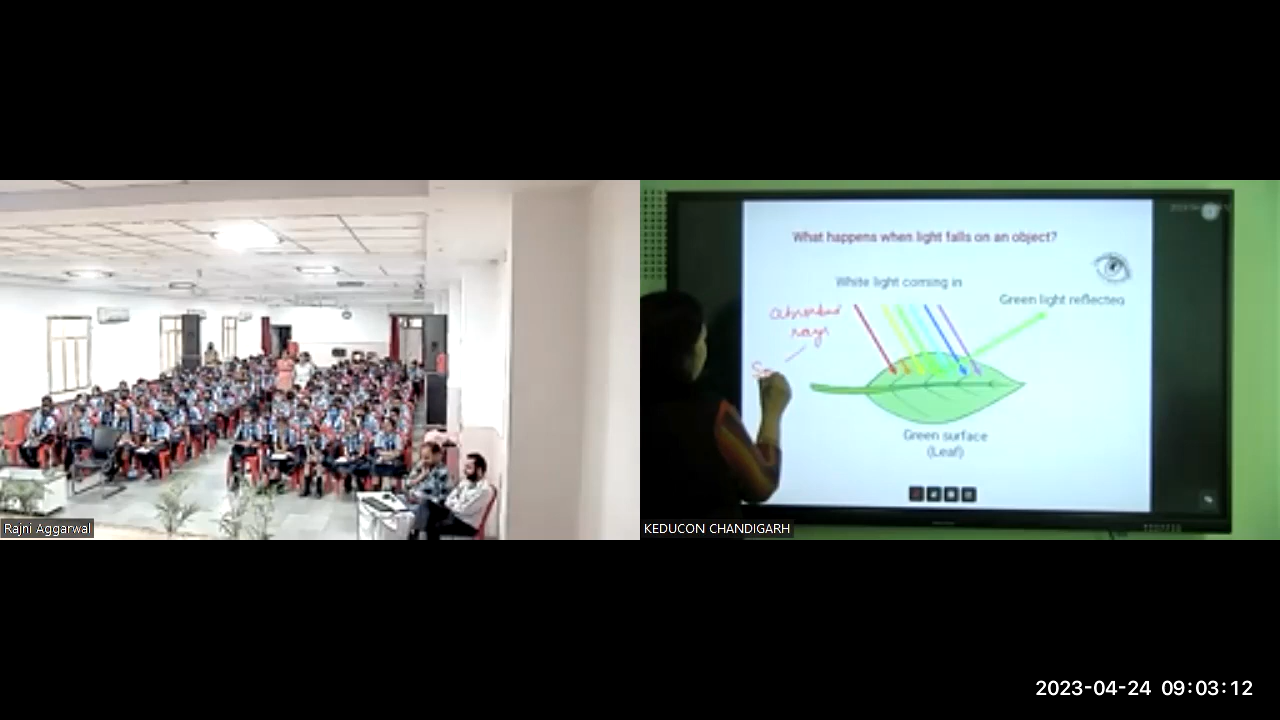 What happens when light falls on an object?
White light coming in
Green light reflected
rays
Green surface
(Leaf)
Rajni Aggarwal
KEDUCON CHANDIGARH
2023-04-24 09:03:12